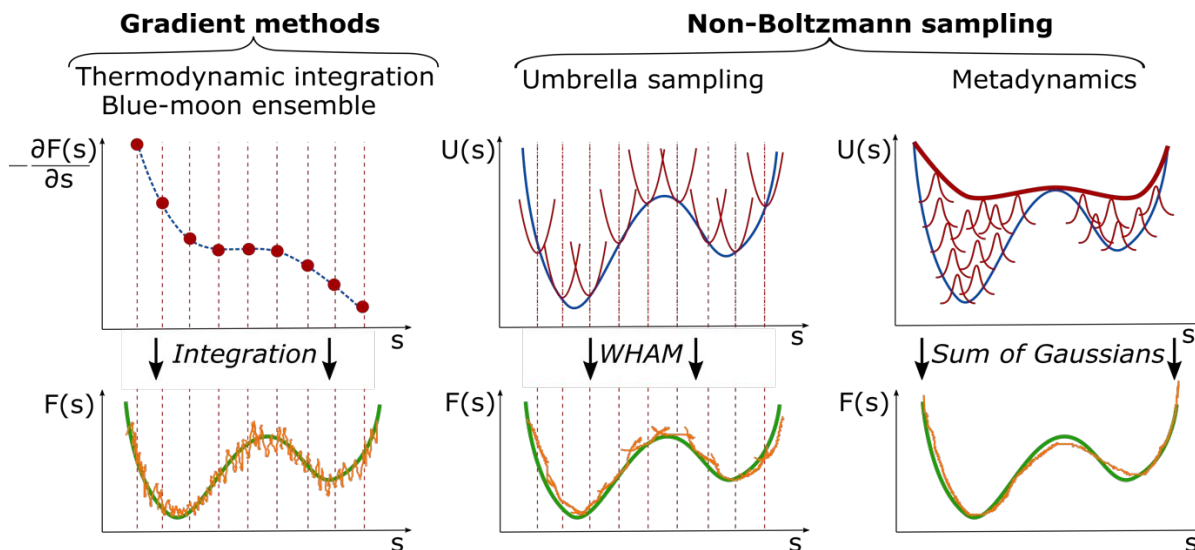 Gradient methods
Non-Boltzmann sampling
Thermodynamic integration
Blue-moon ensemble
Umbrella sampling
Metadynamics
−∂F(s)
∂s
U(s)
U(s)
s
s
s
Integration
WHAM
Sum of Gaussians
F(s)
F(s)
F(s)
s
s
s